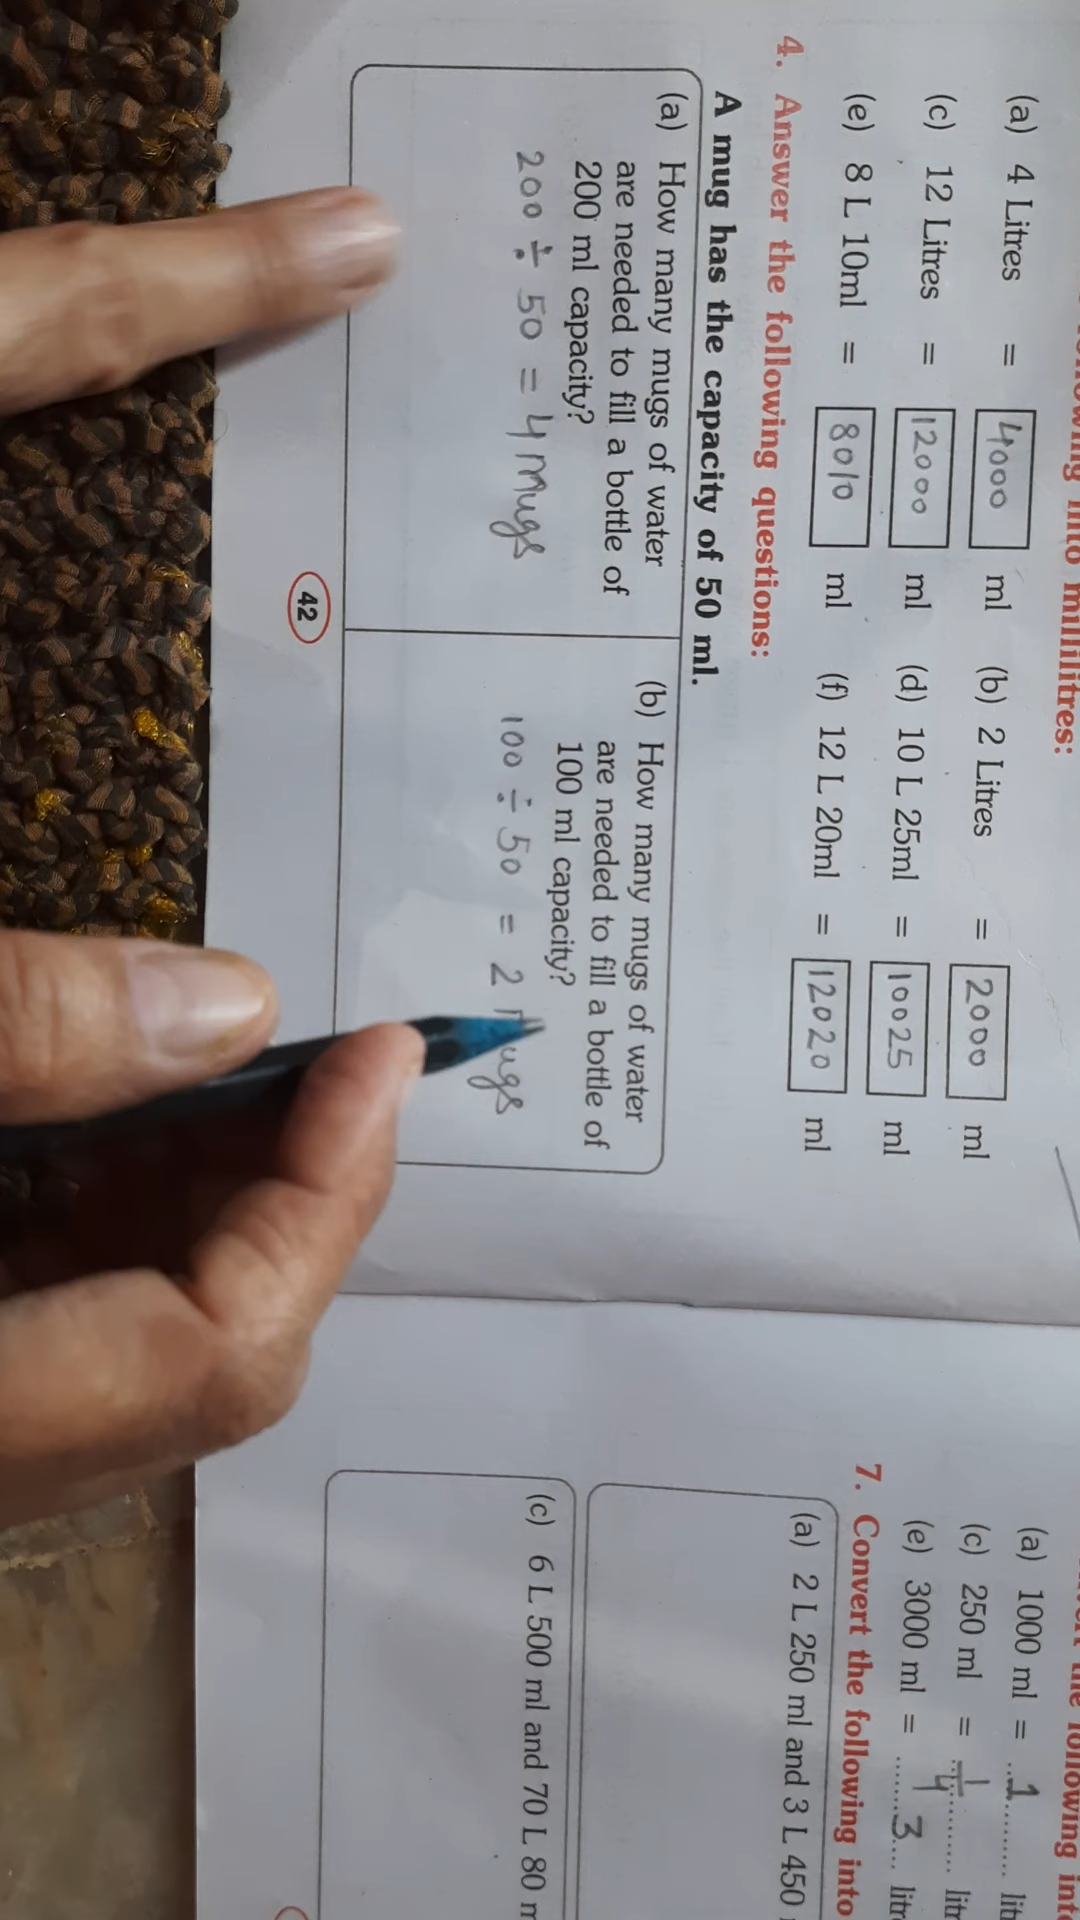 millilitres:
(a) 4 Litres = 4000 ml (b) 2 Litres = 2000 ml
(c) 12 Litres = 12000 ml (d) 10 L 25ml = 10025 ml
(e) 8 L 10ml = 8010 ml (f) 12 L 20ml = 12020 ml
4. Answer the following questions:
A mug has the capacity of 50 ml.
(a) How many mugs of water
are needed to fill a bottle of
200 ml capacity?
200 ÷ 50 = 4 mugs
(b) How many mugs of water
are needed to fill a bottle of
100 ml capacity?
100 ÷ 50 = 2 mugs
42
following
(a) 1000 ml = ...1...........
(c) 250 ml = ...1/4...........
(e) 3000 ml = ........3....
7. Convert the following into
(a) 2 L 250 ml and 3 L 450
(c) 6 L 500 ml and 70 L 80